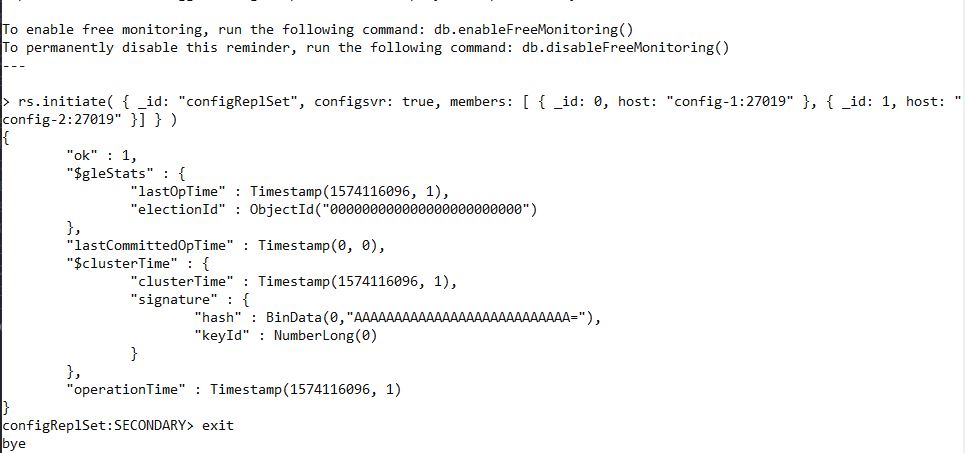 To enable free monitoring, run the following command: db.enableFreeMonitoring()
To permanently disable this reminder, run the following command: db.disableFreeMonitoring()
---
> rs.initiate( { _id: "configReplSet", configsvr: true, members: [ { _id: 0, host: "config-1:27019" }, { _id: 1, host: "
config-2:27019" }] } )
{
        "ok" : 1,
        "$gleStats" : {
                "lastOpTime" : Timestamp(1574116096, 1),
                "electionId" : ObjectId("000000000000000000000000")
        },
        "lastCommittedOpTime" : Timestamp(0, 0),
        "$clusterTime" : {
                "clusterTime" : Timestamp(1574116096, 1),
                "signature" : {
                        "hash" : BinData(0,"AAAAAAAAAAAAAAAAAAAAAAAAAAA="),
                        "keyId" : NumberLong(0)
                }
        },
        "operationTime" : Timestamp(1574116096, 1)
}
configReplSet:SECONDARY> exit
bye